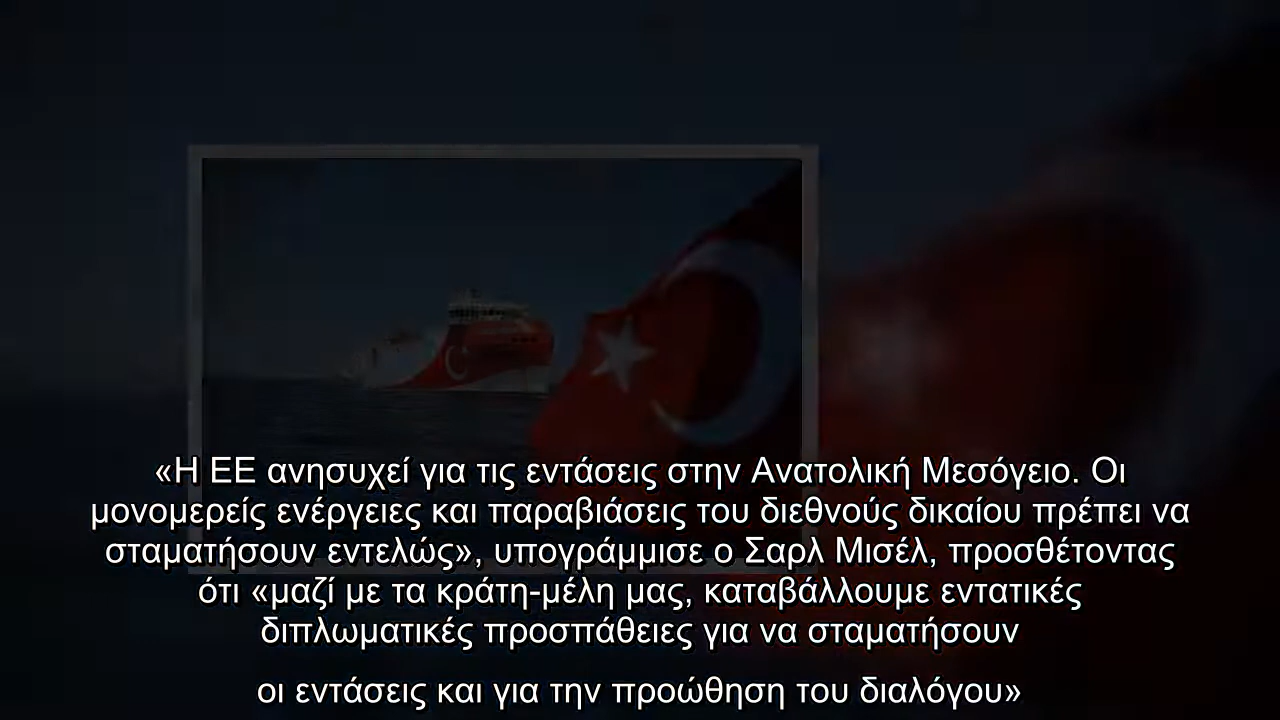 «Η ΕΕ ανησυχεί για τις εντάσεις στην Ανατολική Μεσόγειο. Οι
μονομερείς ενέργειες και παραβιάσεις του διεθνούς δικαίου πρέπει να
σταματήσουν εντελώς», υπογράμμισε ο Σαρλ Μισέλ, προσθέτοντας
ότι «μαζί με τα κράτη-μέλη μας, καταβάλλουμε εντατικές
διπλωματικές προσπάθειες για να σταματήσουν
οι εντάσεις και για την προώθηση του διαλόγου»